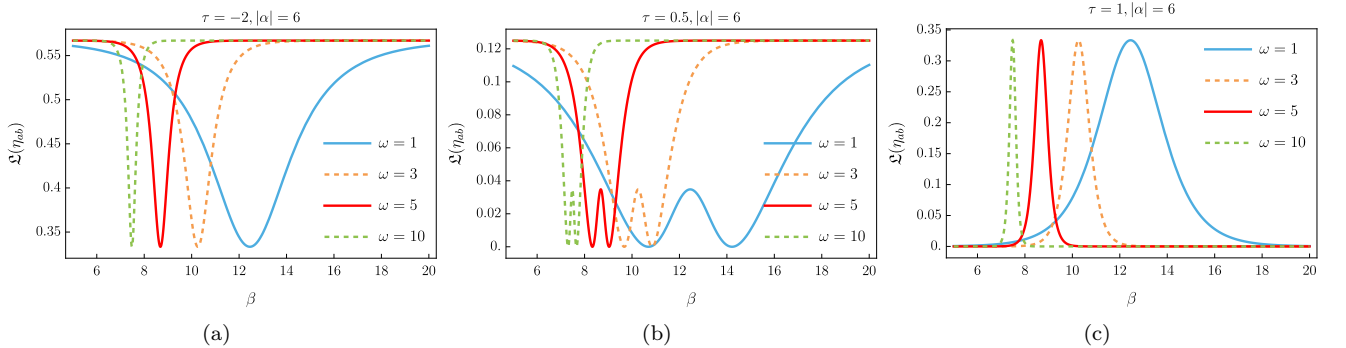 τ = −2, |α| = 6
𝔏(η_ab)
0.55
0.5
0.45
0.4
0.35
6 8 10 12 14 16 18 20
β
ω = 1
ω = 3
ω = 5
ω = 10
(a)
τ = 0.5, |α| = 6
𝔏(η_ab)
0.12
0.1
0.08
0.06
0.04
0.02
0.
6 8 10 12 14 16 18 20
β
ω = 1
ω = 3
ω = 5
ω = 10
(b)
τ = 1, |α| = 6
𝔏(η_ab)
0.35
0.3
0.25
0.2
0.15
0.1
0.05
0.
6 8 10 12 14 16 18 20
β
ω = 1
ω = 3
ω = 5
ω = 10
(c)